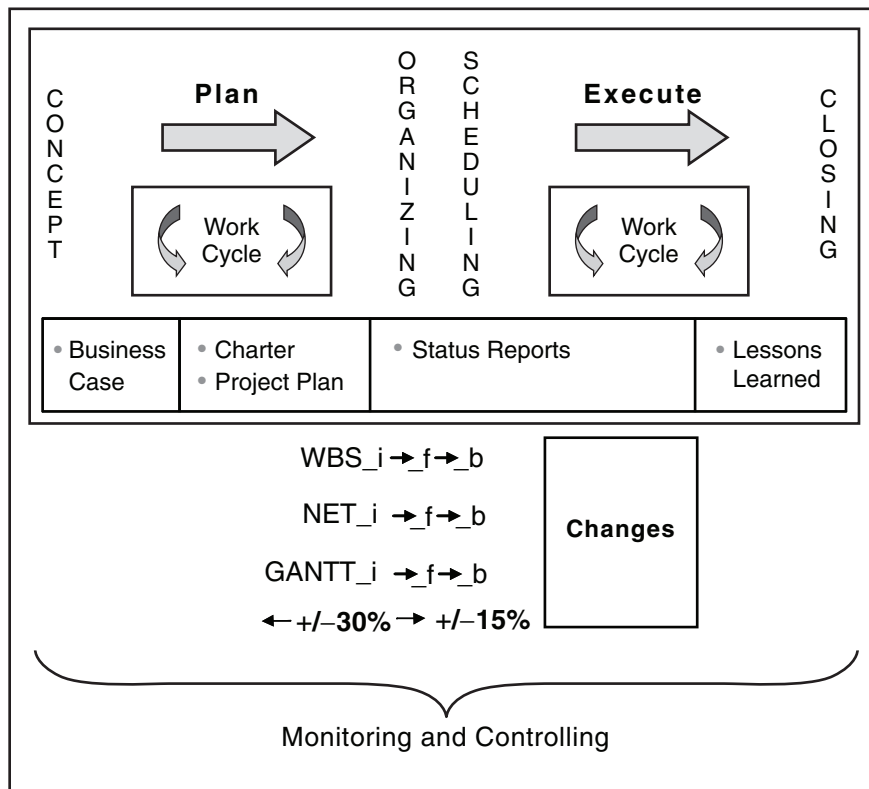 CONCEPT
Plan
ORGANIZING
SCHEDULING
Execute
CLOSING
Work
Cycle
Work
Cycle
• Business
Case
• Charter
• Project Plan
• Status Reports
• Lessons
Learned
WBS_i →_f→_b
NET_i →_f→_b
GANTT_i →_f→_b
← +/–30% → +/–15%
Changes
Monitoring and Controlling